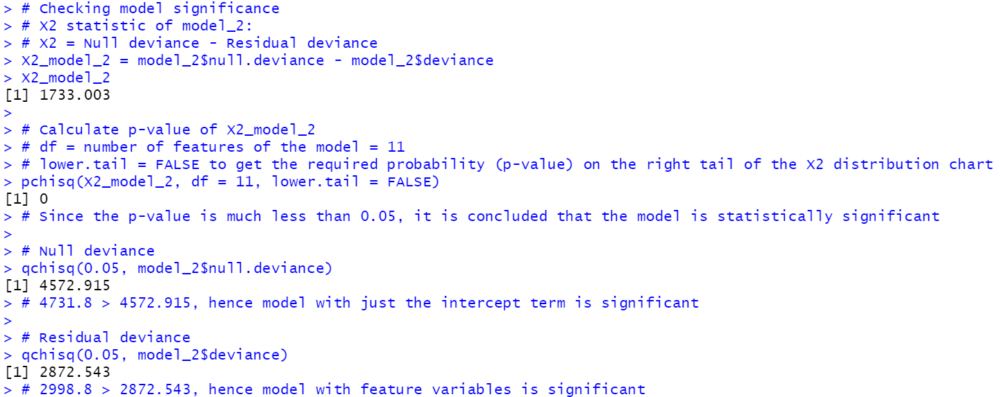 > # Checking model significance
> # X2 statistic of model_2:
> # X2 = Null deviance - Residual deviance
> X2_model_2 = model_2$null.deviance - model_2$deviance
> X2_model_2
[1] 1733.003
>
> # Calculate p-value of X2_model_2
> # df = number of features of the model = 11
> # lower.tail = FALSE to get the required probability (p-value) on the right tail of the X2 distribution chart
> pchisq(X2_model_2, df = 11, lower.tail = FALSE)
[1] 0
> # Since the p-value is much less than 0.05, it is concluded that the model is statistically significant
>
> # Null deviance
> qchisq(0.05, model_2$null.deviance)
[1] 4572.915
> # 4731.8 > 4572.915, hence model with just the intercept term is significant
>
> # Residual deviance
> qchisq(0.05, model_2$deviance)
[1] 2872.543
> # 2998.8 > 2872.543, hence model with feature variables is significant